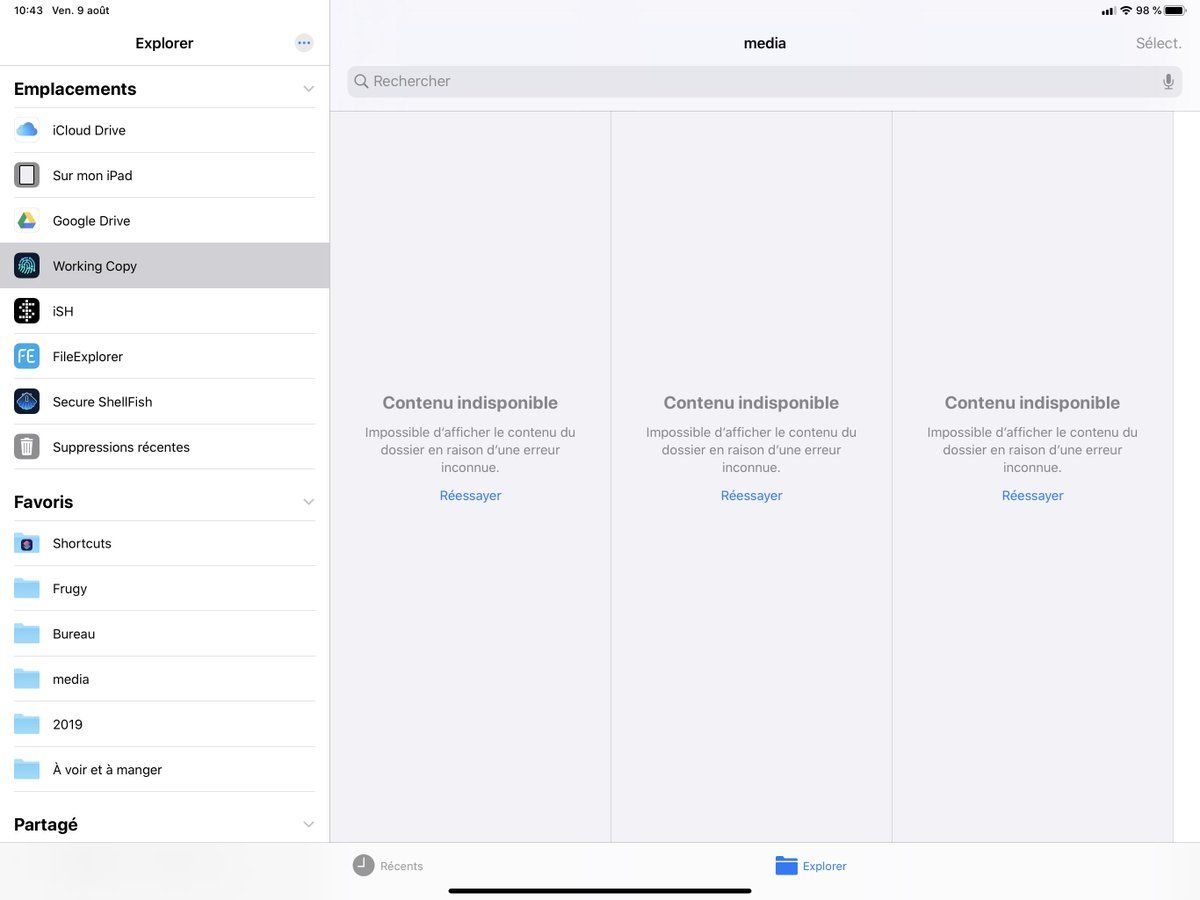 10:43 Ven. 9 août
98 %
Explorer
Emplacements
iCloud Drive
Sur mon iPad
Google Drive
Working Copy
iSH
FE
FileExplorer
Secure ShellFish
Suppressions récentes
Favoris
Shortcuts
Frugy
Bureau
media
2019
À voir et à manger
Partagé
media
Sélect.
Rechercher
Contenu indisponible
Impossible d'afficher le contenu du
dossier en raison d'une erreur
inconnue.
Réessayer
Contenu indisponible
Impossible d'afficher le contenu du
dossier en raison d'une erreur
inconnue.
Réessayer
Contenu indisponible
Impossible d'afficher le contenu du
dossier en raison d'une erreur
inconnue.
Réessayer
Récents
Explorer